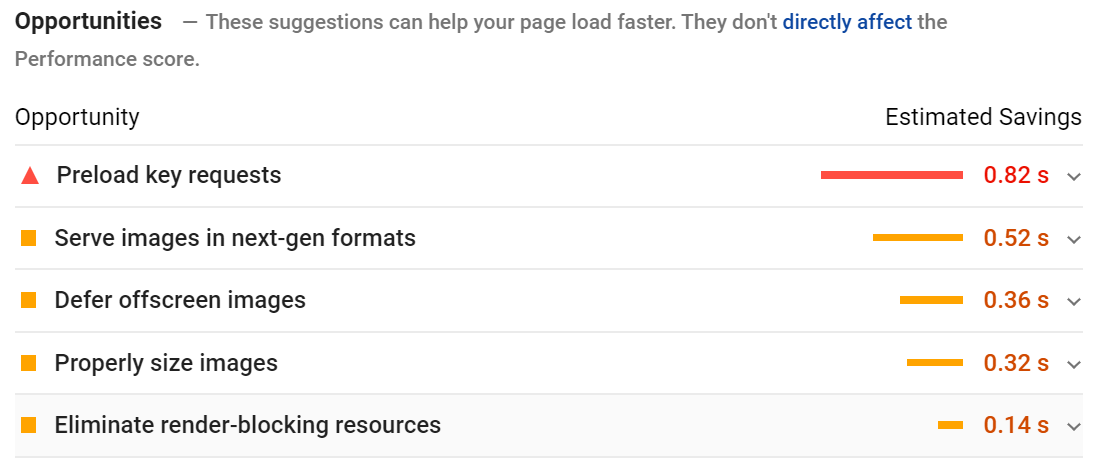 Opportunities — These suggestions can help your page load faster. They don't directly affect the
Performance score.
Opportunity Estimated Savings
Preload key requests 0.82 s
Serve images in next-gen formats 0.52 s
Defer offscreen images 0.36 s
Properly size images 0.32 s
Eliminate render-blocking resources 0.14 s